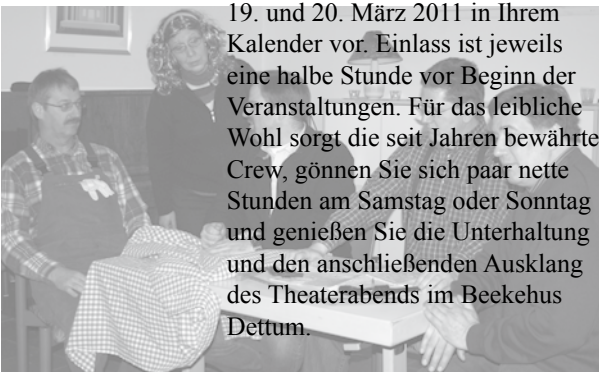 19. und 20. März 2011 in Ihrem
Kalender vor. Einlass ist jeweils
eine halbe Stunde vor Beginn der
Veranstaltungen. Für das leibliche
Wohl sorgt die seit Jahren bewährte
Crew, gönnen Sie sich paar nette
Stunden am Samstag oder Sonntag
und genießen Sie die Unterhaltung
und den anschließenden Ausklang
des Theaterabends im Beekehus
Dettum.